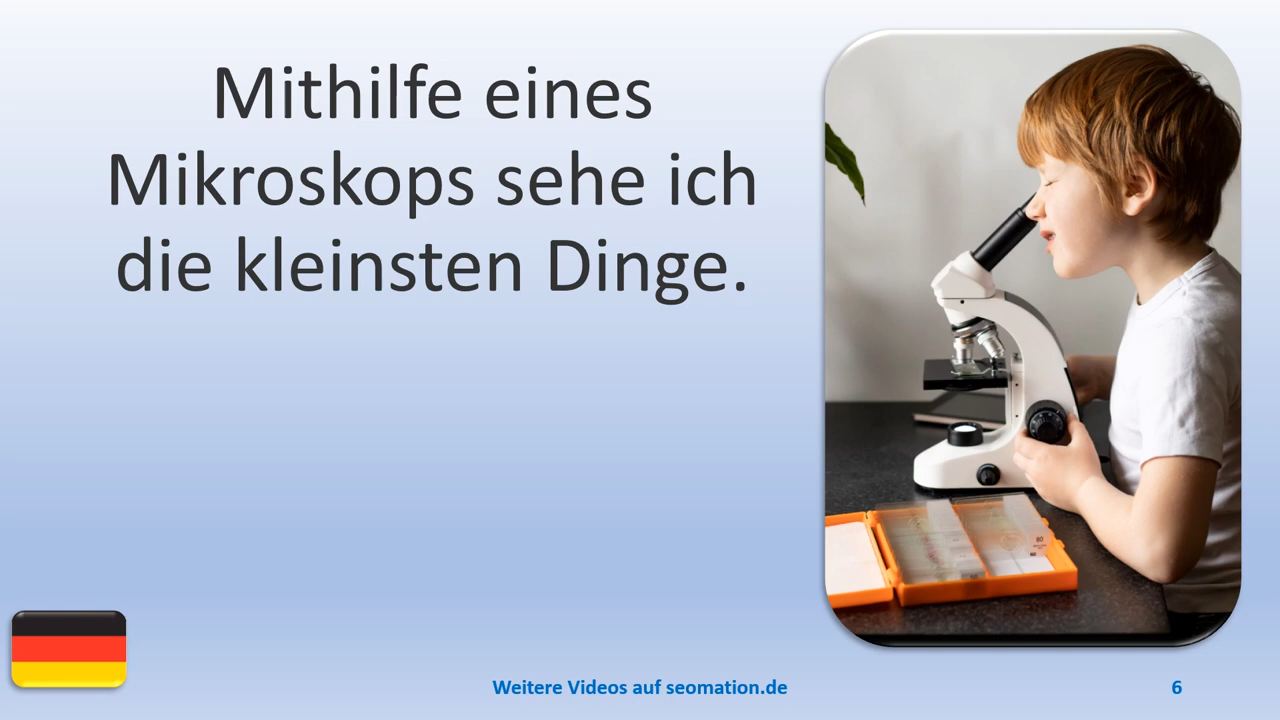 Mithilfe eines
Mikroskops sehe ich
die kleinsten Dinge.
Weitere Videos auf seomation.de
6